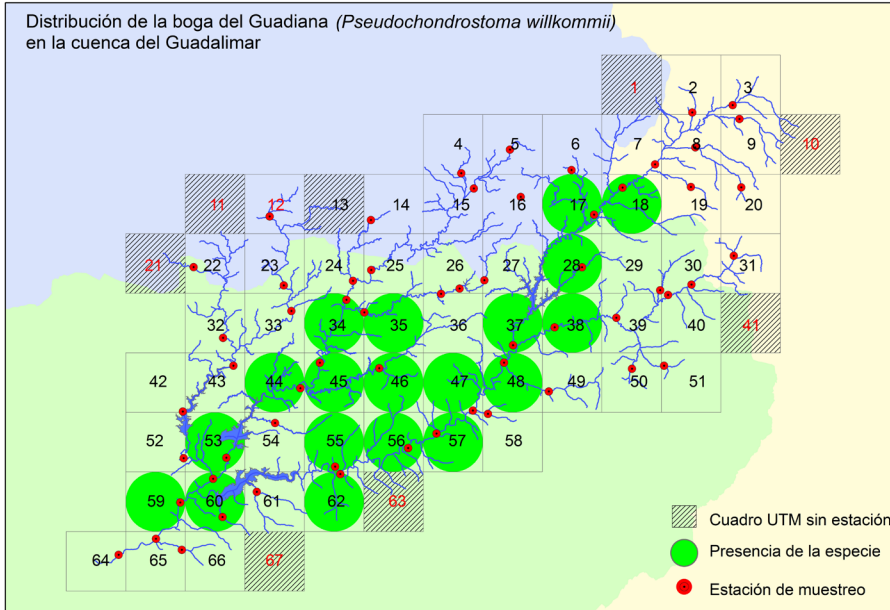 Distribución de la boga del Guadiana (Pseudochondrostoma willkommii)
en la cuenca del Guadalimar
1 2 3
4 5 6 7 8 9 10
11 12 13 14 15 16 17 18 19 20
21 22 23 24 25 26 27 28 29 30 31
32 33 34 35 36 37 38 39 40 41
42 43 44 45 46 47 48 49 50 51
52 53 54 55 56 57 58
59 60 61 62 63
64 65 66 67
Cuadro UTM sin estación
Presencia de la especie
Estación de muestreo